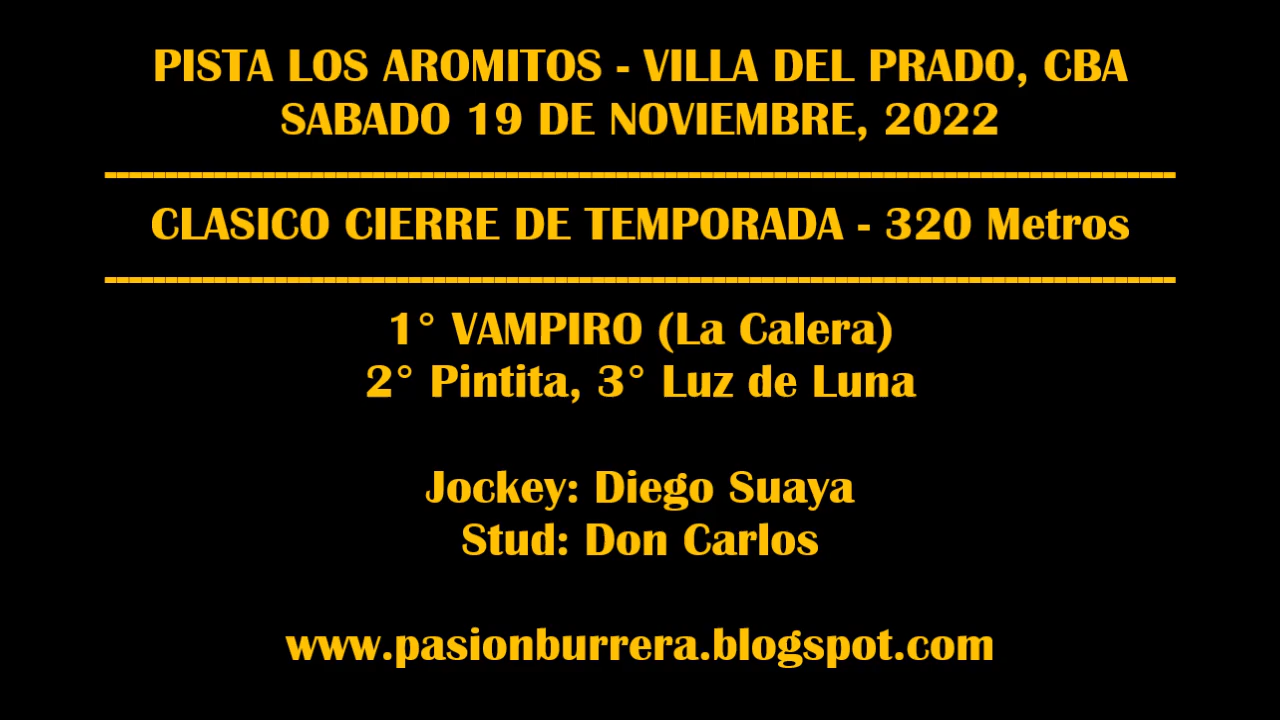 PISTA LOS AROMITOS - VILLA DEL PRADO, CBA
SABADO 19 DE NOVIEMBRE, 2022
CLASICO CIERRE DE TEMPORADA - 320 Metros
1° VAMPIRO (La Calera)
2° Pintita, 3° Luz de Luna
Jockey: Diego Suaya
Stud: Don Carlos
www.pasionburrera.blogspot.com